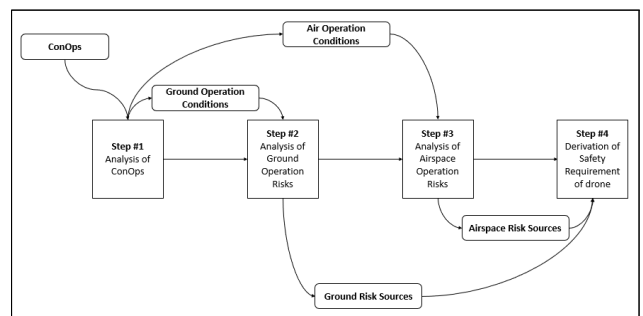 Air Operation
Conditions
ConOps
Ground Operation
Conditions
Step #1
Analysis of
ConOps
Step #2
Analysis of
Ground
Operation
Risks
Step #3
Analysis of
Airspace
Operation
Risks
Step #4
Derivation of
Safety
Requirement
of drone
Airspace Risk Sources
Ground Risk Sources